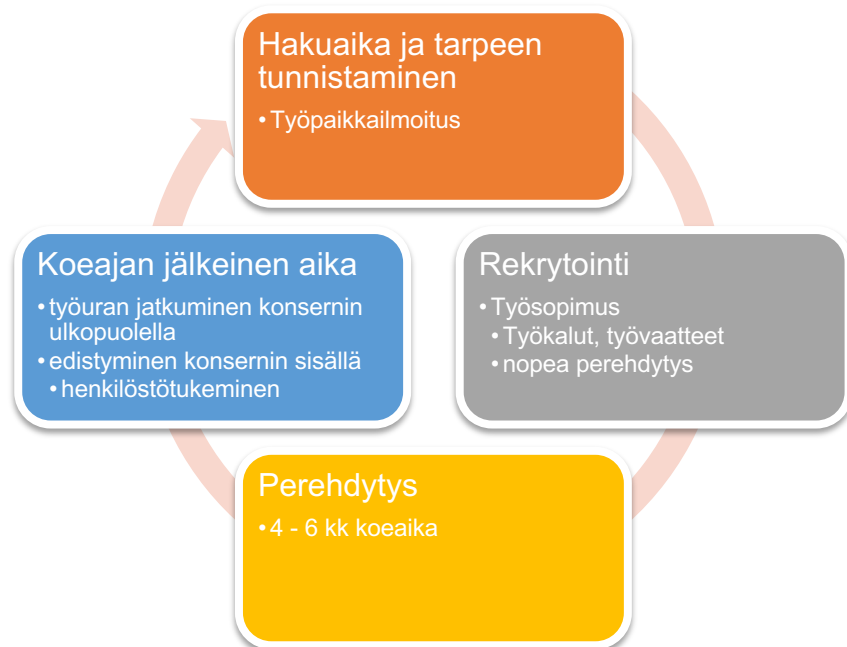 Hakuaika ja tarpeen
tunnistaminen
• Työpaikkailmoitus
Rekrytointi
• Työsopimus
• Työkalut, työvaatteet
• nopea perehdytys
Perehdytys
• 4 - 6 kk koeaika
Koeajan jälkeinen aika
• työuran jatkuminen konsernin
ulkopuolella
• edistyminen konsernin sisällä
• henkilöstötukeminen